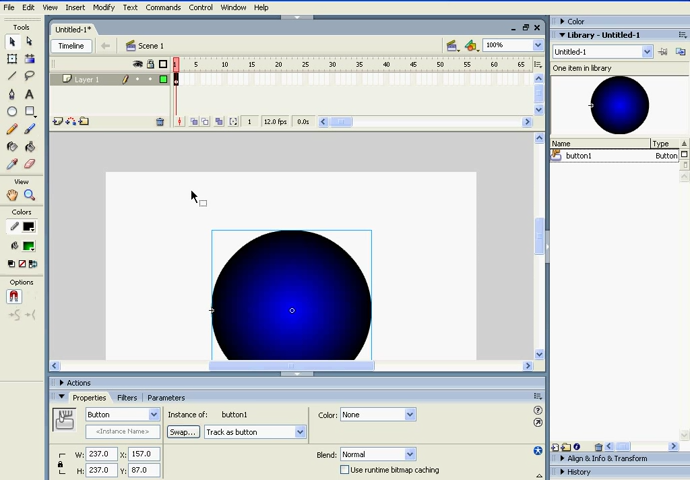 File Edit View Insert Modify Text Commands Control Window Help
Tools
View
Colors
Options
Untitled-1*
Timeline Scene 1 100%
1 5 10 15 20 25 30 35 40 45 50 55 60 65
Layer 1
1 12.0 fps 0.0s
Actions
Properties Filters Parameters
Button Instance of: button1 Color: None
<Instance Name> Swap... Track as button
W: 237.0 X: 157.0 Blend: Normal
H: 237.0 Y: 87.0 Use runtime bitmap caching
Color
Library - Untitled-1
Untitled-1
One item in library
Name Type
button1 Button
Align & Info & Transform
History